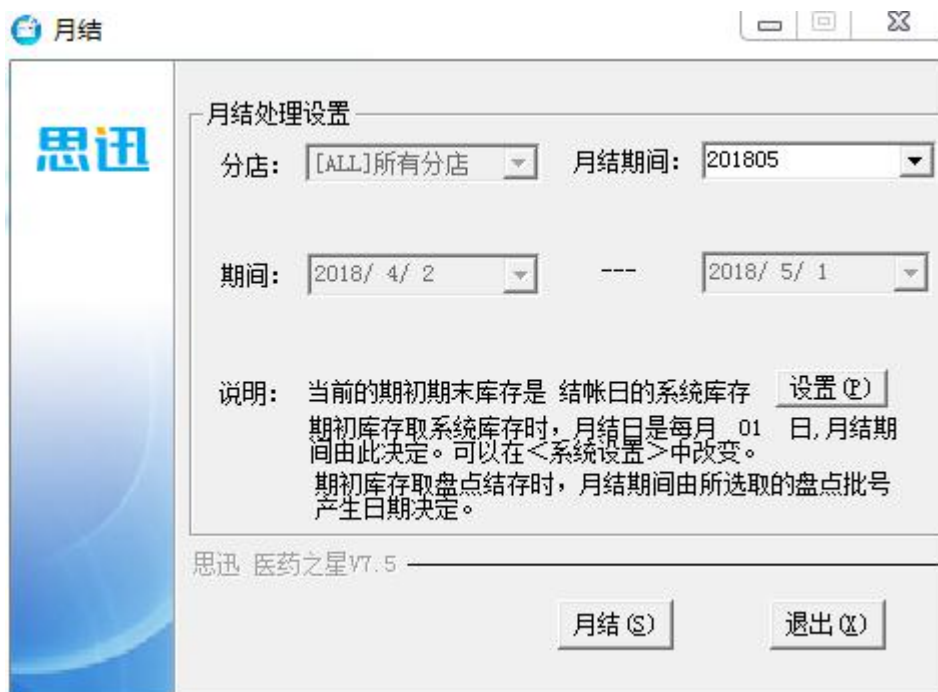 月结
思迅
月结处理设置
分店： [ALL]所有分店 月结期间： 201805
期间： 2018/ 4/ 2 --- 2018/ 5/ 1
说明： 当前的期初期末库存是 结帐日的系统库存 设置(P)
期初库存取系统库存时，月结日是每月 01 日,月结期
间由此决定。可以在<系统设置>中改变。
期初库存取盘点结存时，月结期间由所选取的盘点批号
产生日期决定。
思迅 医药之星V7.5
月结(S) 退出(X)